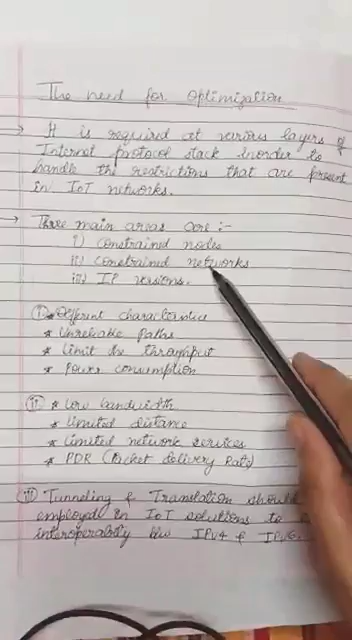 The need for optimization
→ It is required at various layers of
Internet protocol stack inorder to
handle the restrictions that are present
in IoT networks.
→ Three main areas are :-
i) constrained nodes
ii) constrained networks
iii) IP versions.
(i) * Different characteristics
* Unreliable paths
* Limit the throughput
* Power consumption
(ii) * Low bandwidth
* Limited distance
* Limited network services
* PDR (Packet delivery Rate)
(iii) Tunneling & Translation should
employed in IoT solutions to
interoperability b/w IPv4 & IPv6.